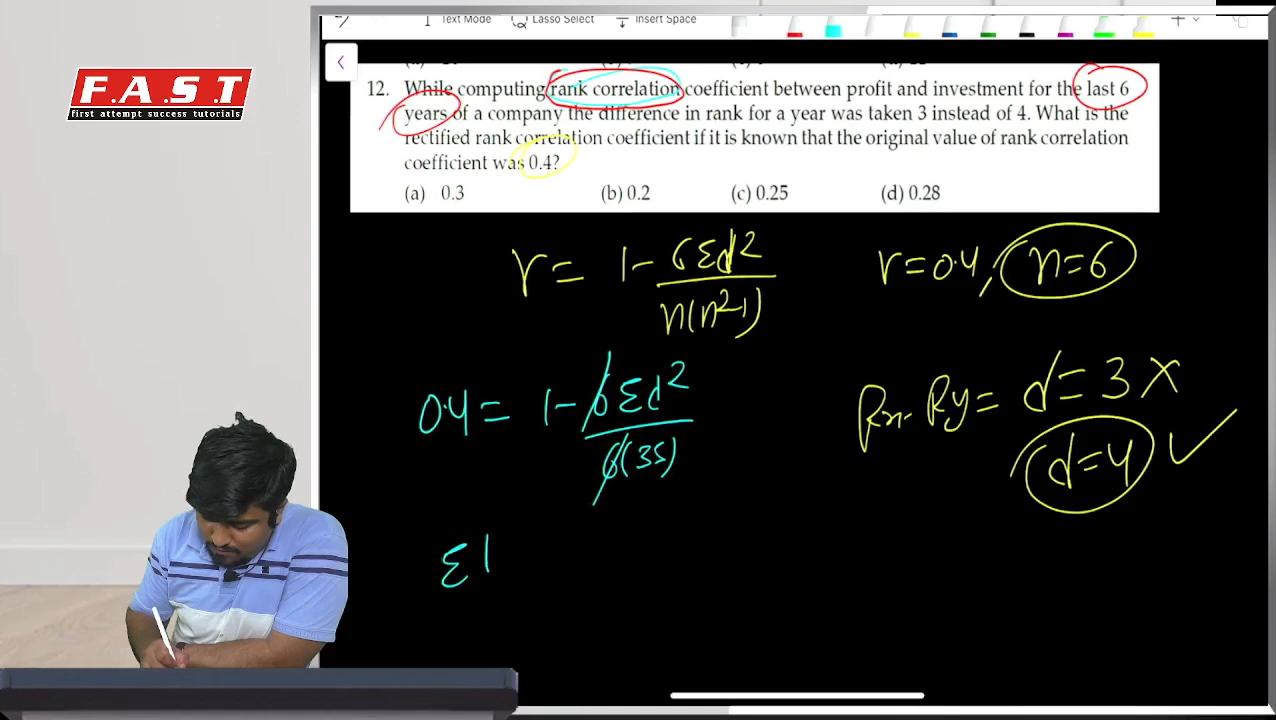 Text Mode Lasso Select Insert Space
F.A.S.T
first attempt success tutorials
12. While computing rank correlation coefficient between profit and investment for the last 6
years of a company the difference in rank for a year was taken 3 instead of 4. What is the
rectified rank correlation coefficient if it is known that the original value of rank correlation
coefficient was 0.4?
(a) 0.3 (b) 0.2 (c) 0.25 (d) 0.28
r = 1 - 6Σd² / n(n²-1)
r = 0.4, n = 6
0.4 = 1 - 6Σd² / 6(35)
Rx - Ry = d = 3 ×
d = 4 ✓
Σ